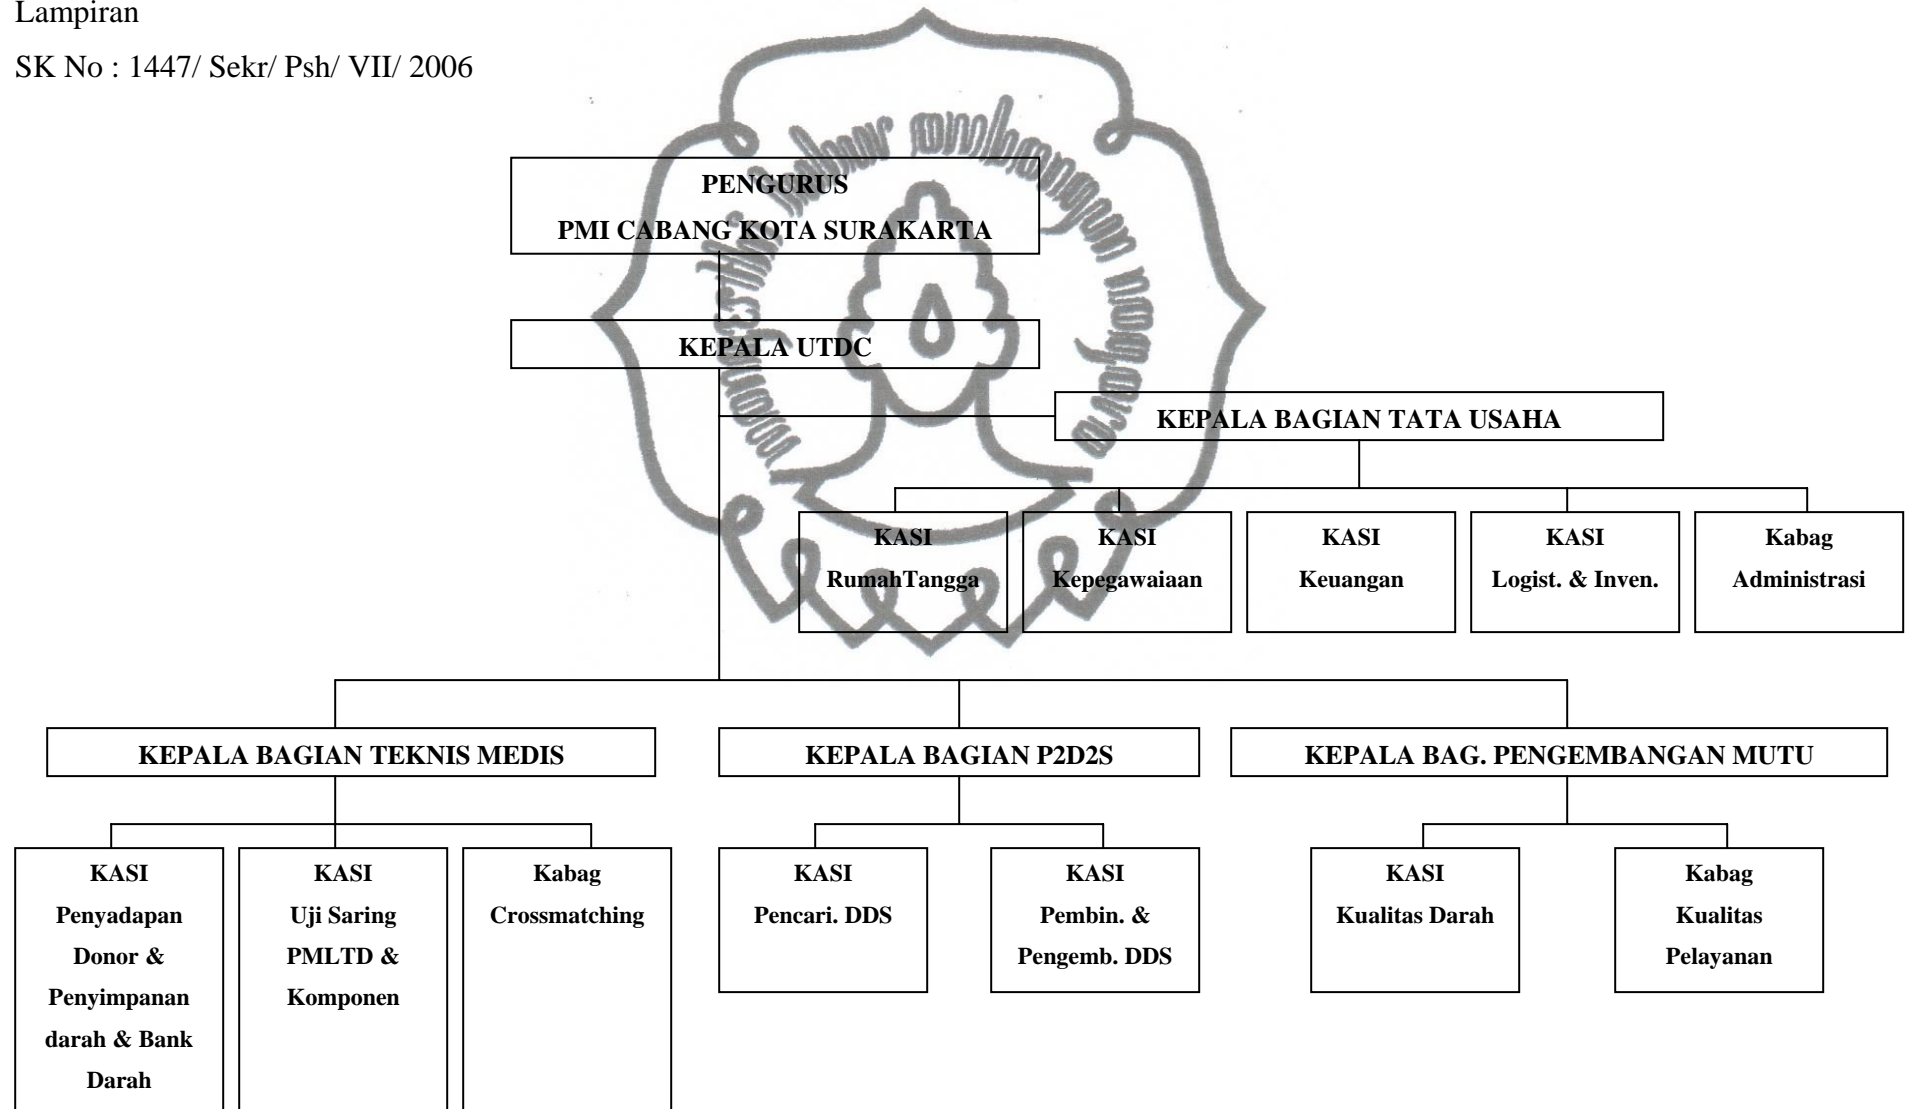 Lampiran
SK No : 1447/ Sekr/ Psh/ VII/ 2006
PENGURUS
PMI CABANG KOTA SURAKARTA
KEPALA UTDC
KEPALA BAGIAN TATA USAHA
KASI
RumahTangga
KASI
Kepegawaiaan
KASI
Keuangan
KASI
Logist. & Inven.
Kabag
Administrasi
KEPALA BAGIAN TEKNIS MEDIS
KEPALA BAGIAN P2D2S
KEPALA BAG. PENGEMBANGAN MUTU
KASI
Penyadapan
Donor &
Penyimpanan
darah & Bank
Darah
KASI
Uji Saring
PMLTD &
Komponen
Kabag
Crossmatching
KASI
Pencari. DDS
KASI
Pembin. &
Pengemb. DDS
KASI
Kualitas Darah
Kabag
Kualitas
Pelayanan